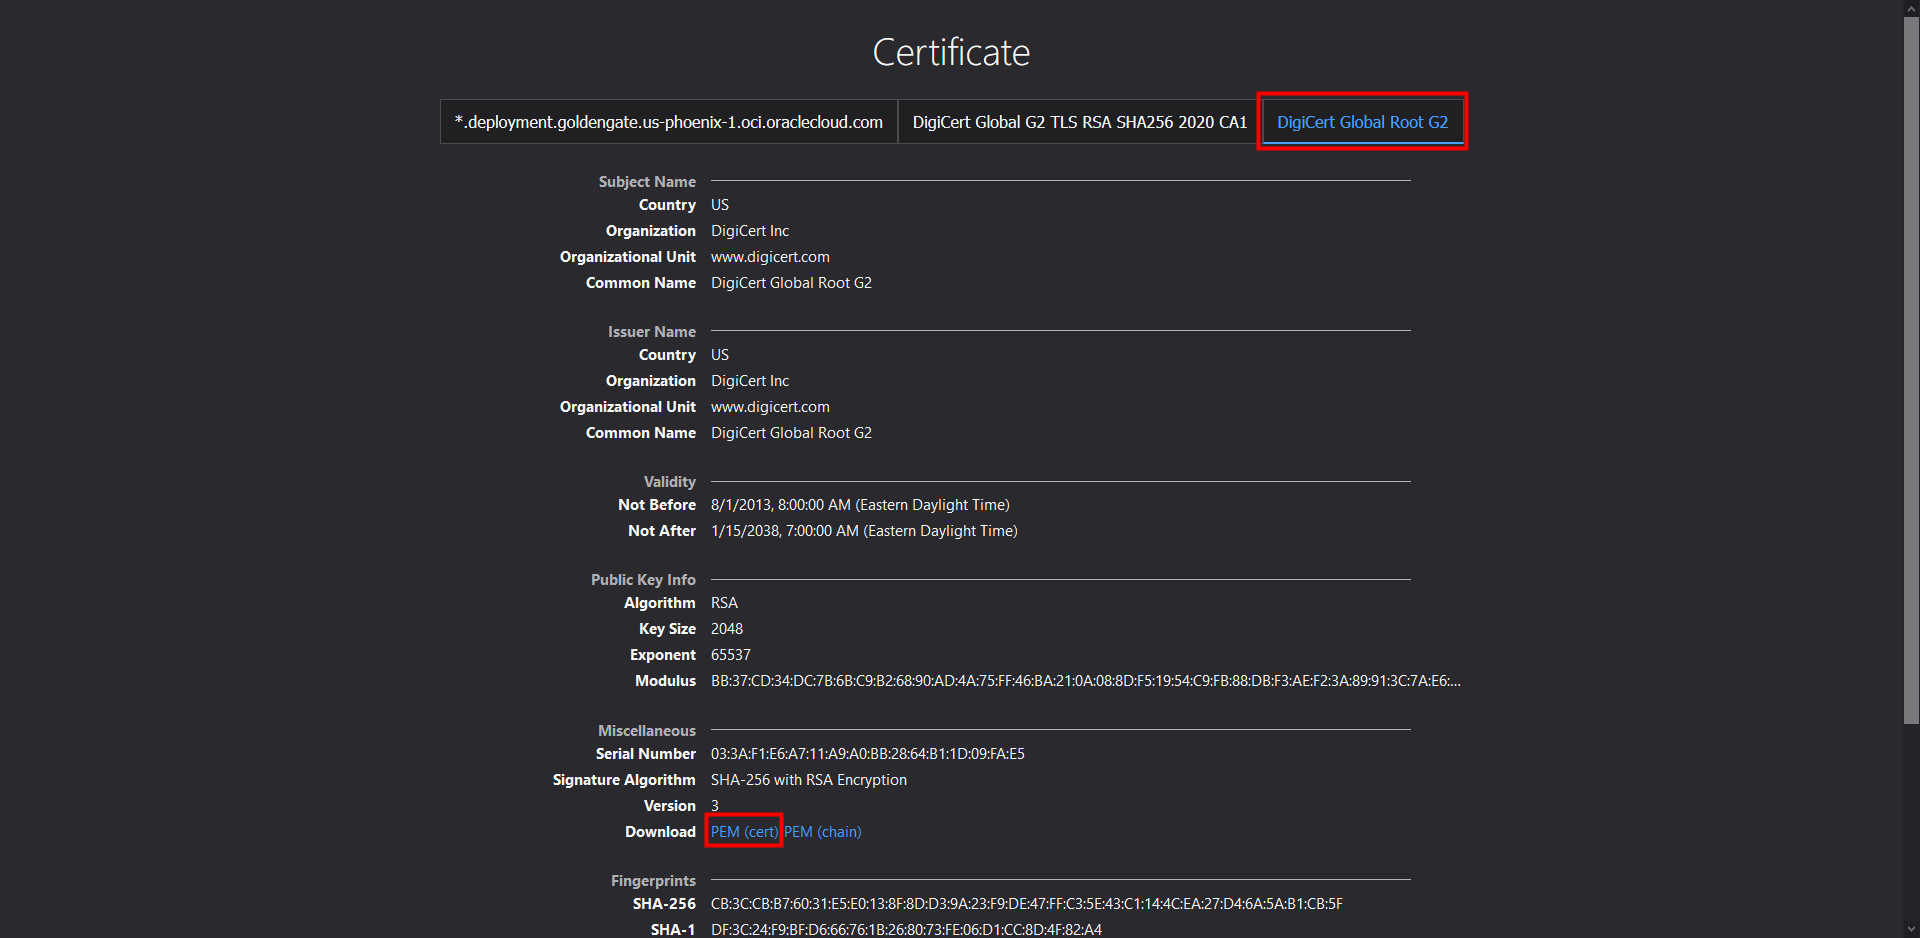 Certificate
*.deployment.goldengate.us-phoenix-1.oci.oraclecloud.com DigiCert Global G2 TLS RSA SHA256 2020 CA1 DigiCert Global Root G2
Subject Name
Country US
Organization DigiCert Inc
Organizational Unit www.digicert.com
Common Name DigiCert Global Root G2
Issuer Name
Country US
Organization DigiCert Inc
Organizational Unit www.digicert.com
Common Name DigiCert Global Root G2
Validity
Not Before 8/1/2013, 8:00:00 AM (Eastern Daylight Time)
Not After 1/15/2038, 7:00:00 AM (Eastern Daylight Time)
Public Key Info
Algorithm RSA
Key Size 2048
Exponent 65537
Modulus BB:37:CD:34:DC:7B:6B:C9:B2:68:90:AD:4A:75:FF:46:BA:21:0A:08:8D:F5:19:54:C9:FB:88:DB:F3:AE:F2:3A:89:91:3C:7A:E6:...
Miscellaneous
Serial Number 03:3A:F1:E6:A7:11:A9:A0:BB:28:64:B1:1D:09:FA:E5
Signature Algorithm SHA-256 with RSA Encryption
Version 3
Download PEM (cert) PEM (chain)
Fingerprints
SHA-256 CB:3C:CB:B7:60:31:E5:E0:13:8F:8D:D3:9A:23:F9:DE:47:FF:C3:5E:43:C1:14:4C:EA:27:D4:6A:5A:B1:CB:5F
SHA-1 DF:3C:24:F9:BF:D6:66:76:1B:26:80:73:FE:06:D1:CC:8D:4F:82:A4